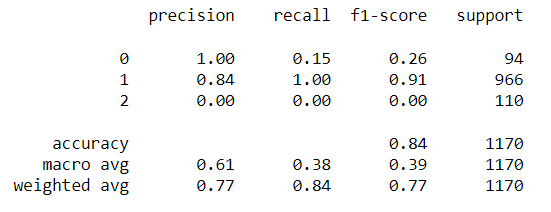 precision recall f1-score support
0 1.00 0.15 0.26 94
1 0.84 1.00 0.91 966
2 0.00 0.00 0.00 110
accuracy 0.84 1170
macro avg 0.61 0.38 0.39 1170
weighted avg 0.77 0.84 0.77 1170